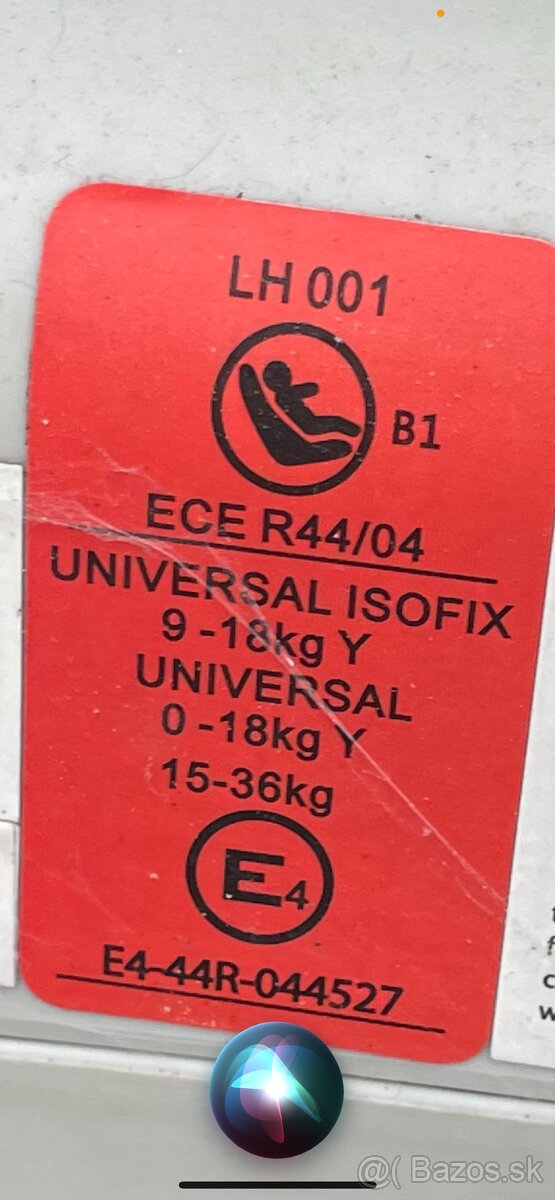 LH 001
B1
ECE R44/04
UNIVERSAL ISOFIX
9-18kg Y
UNIVERSAL
0-18kg Y
15-36kg
E4
E4-44R-044527
f
c
w
@( Bazos.sk